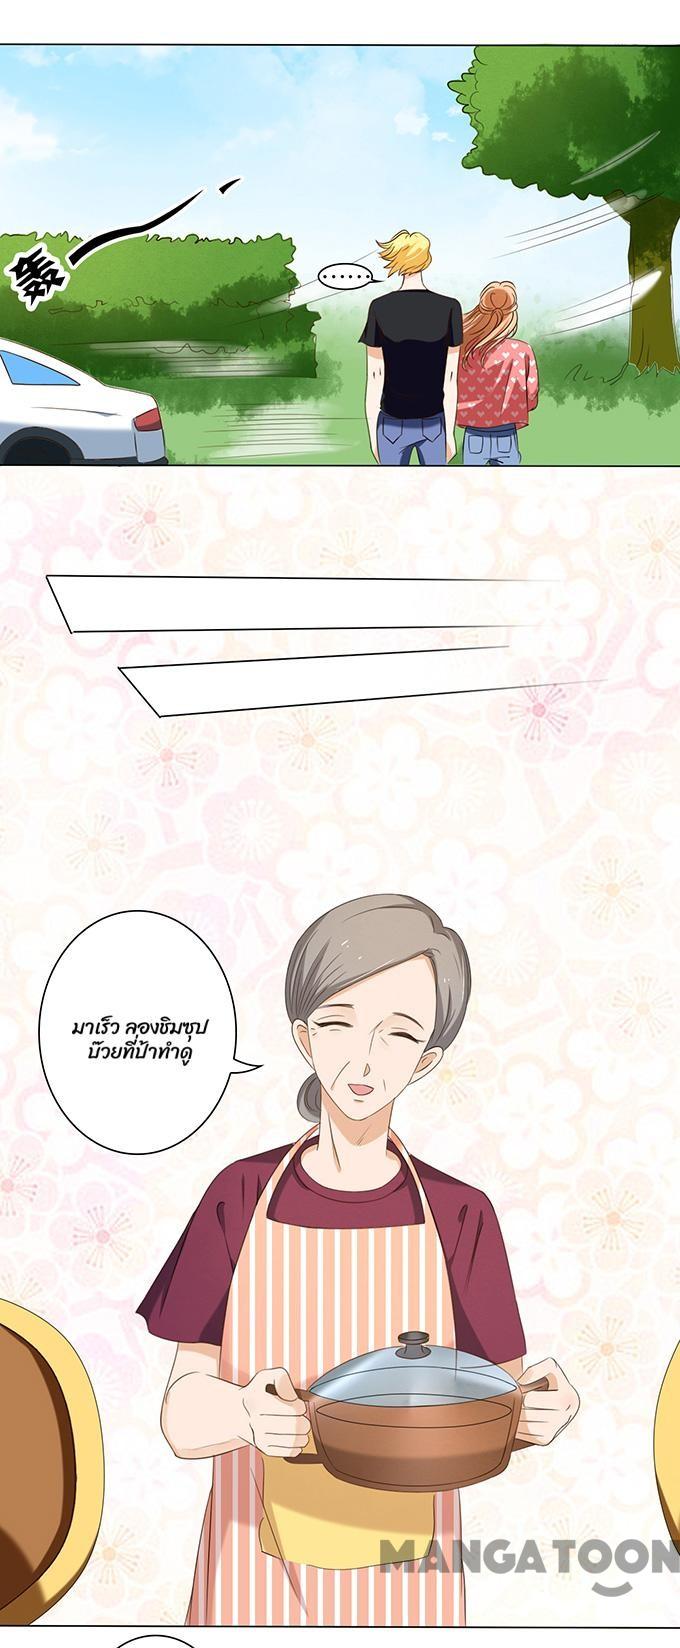 轰
......
มาเร็ว ลองชิมซุป
บ๊วยที่ป้าทำดู
MANGATOON